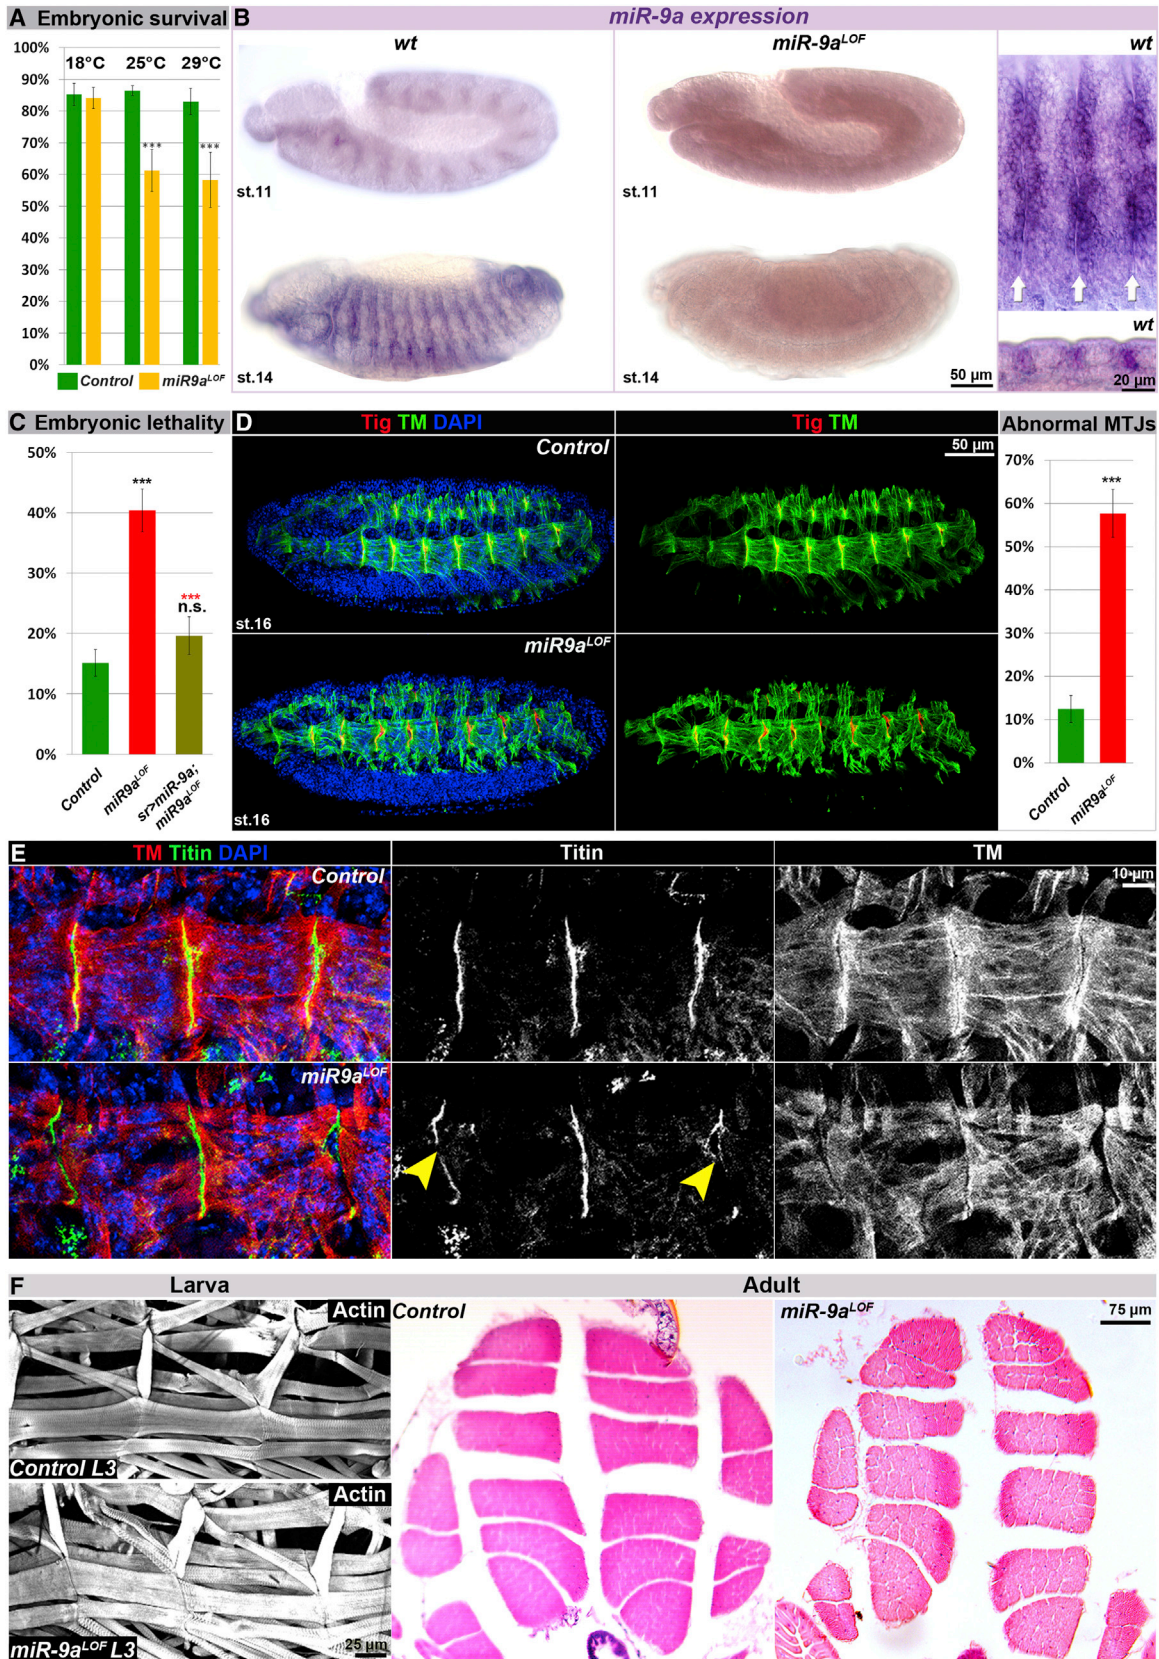 A Embryonic survival
100%
90%
80%
70%
60%
50%
40%
30%
20%
10%
0%
18°C 25°C 29°C
***
***
Control miR9a^LOF
B miR-9a expression
wt
miR-9a^LOF
wt
st.11
st.11
st.14
st.14
50 µm
wt
20 µm
C Embryonic lethality
50%
40%
30%
20%
10%
0%
***
***
n.s.
Control
miR9a^LOF
sr>miR-9a;
miR9a^LOF
D Tig TM DAPI
Tig TM
Control
50 µm
st.16
miR9a^LOF
st.16
Abnormal MTJs
70%
60%
50%
40%
30%
20%
10%
0%
***
Control
miR9a^LOF
E TM Titin DAPI
Titin
TM
Control
10 µm
miR9a^LOF
F Larva
Adult
Actin
Control L3
Actin
miR-9a^LOF L3
25 µm
Control
miR-9a^LOF
75 µm